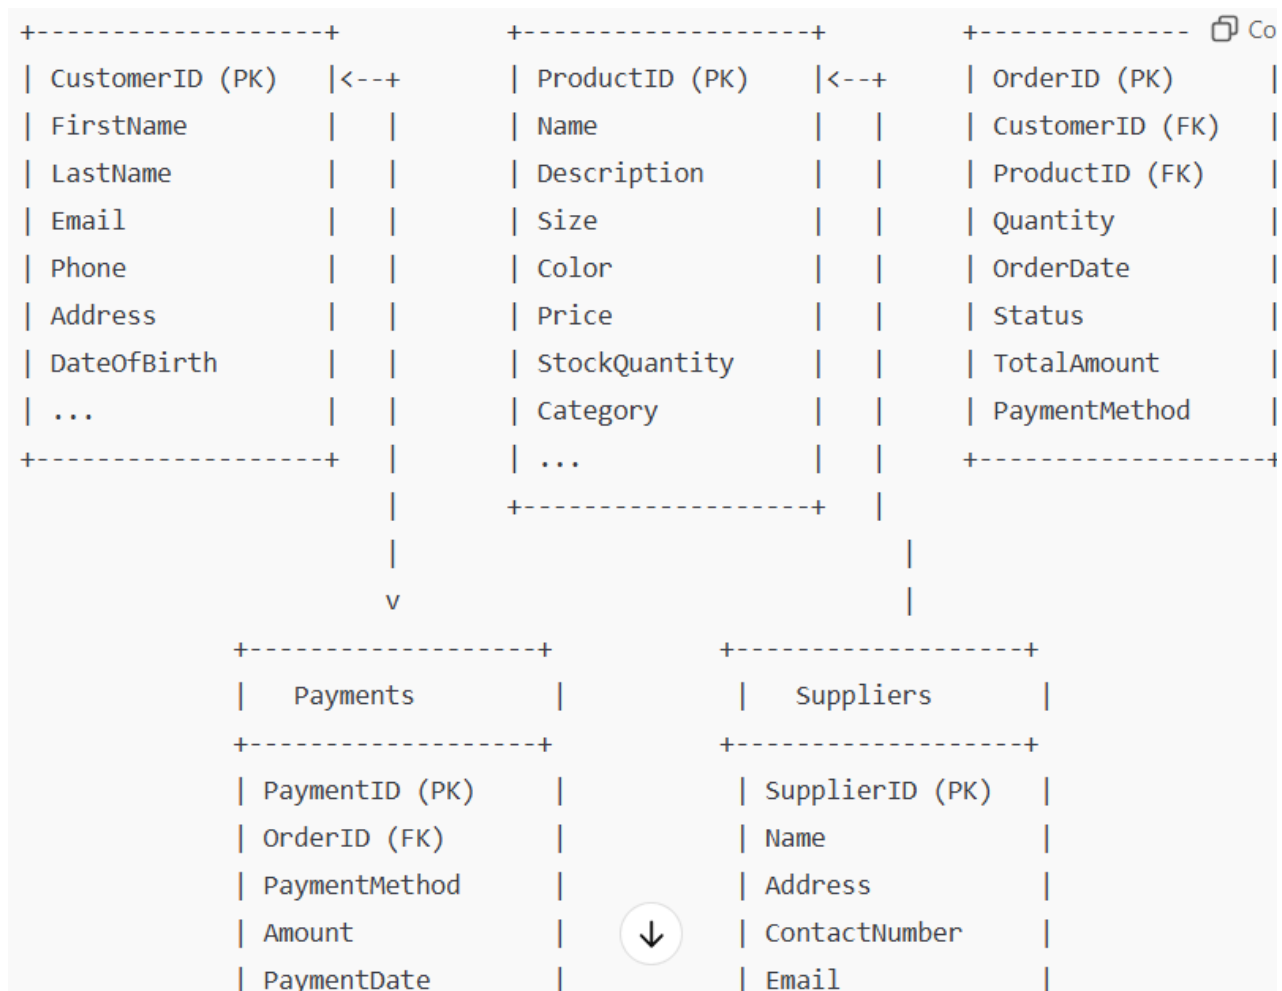 +-------------------+           +-------------------+         +-------------- Co
| CustomerID (PK)   |<--+       | ProductID (PK)    |<--+     | OrderID (PK)      |
| FirstName         |   |       | Name              |   |     | CustomerID (FK)   |
| LastName          |   |       | Description       |   |     | ProductID (FK)    |
| Email             |   |       | Size              |   |     | Quantity          |
| Phone             |   |       | Color             |   |     | OrderDate         |
| Address           |   |       | Price             |   |     | Status            |
| DateOfBirth       |   |       | StockQuantity     |   |     | TotalAmount       |
| ...               |   |       | Category          |   |     | PaymentMethod     |
+-------------------+   |       | ...               |   |     +-------------------+
                        |       +-------------------+   |
                        |                                 |
                        v                                 |
              +-------------------+           +-------------------+
              |   Payments         |           |   Suppliers       |
              +-------------------+           +-------------------+
              | PaymentID (PK)     |           | SupplierID (PK)   |
              | OrderID (FK)       |           | Name              |
              | PaymentMethod      |           | Address           |
              | Amount             |           | ContactNumber     |
              | PaymentDate        |           | Email             |